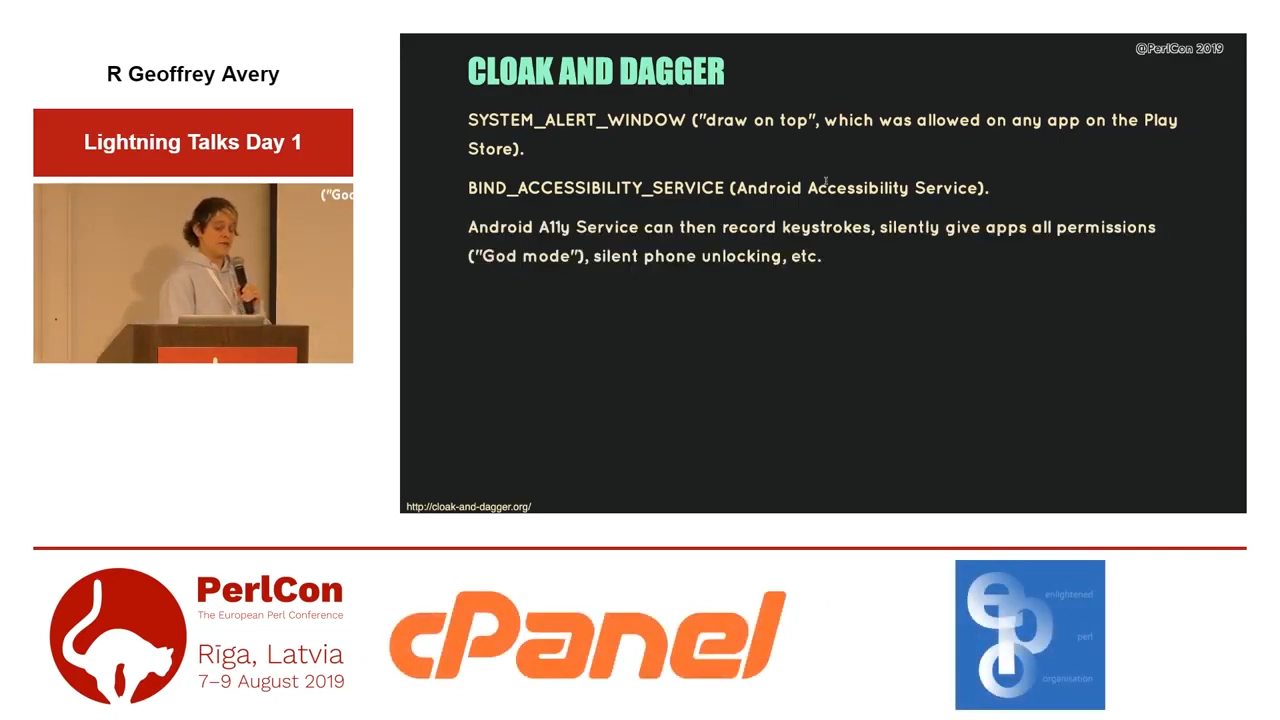 R Geoffrey Avery
Lightning Talks Day 1
("God
@PerlCon 2019
CLOAK AND DAGGER
SYSTEM_ALERT_WINDOW ("draw on top", which was allowed on any app on the Play
Store).
BIND_ACCESSIBILITY_SERVICE (Android Accessibility Service).
Android A11y Service can then record keystrokes, silently give apps all permissions
("God mode"), silent phone unlocking, etc.
http://cloak-and-dagger.org/
PerlCon
The European Perl Conference
Rīga, Latvia
7–9 August 2019
cPanel
epo
enlightened
perl
organisation